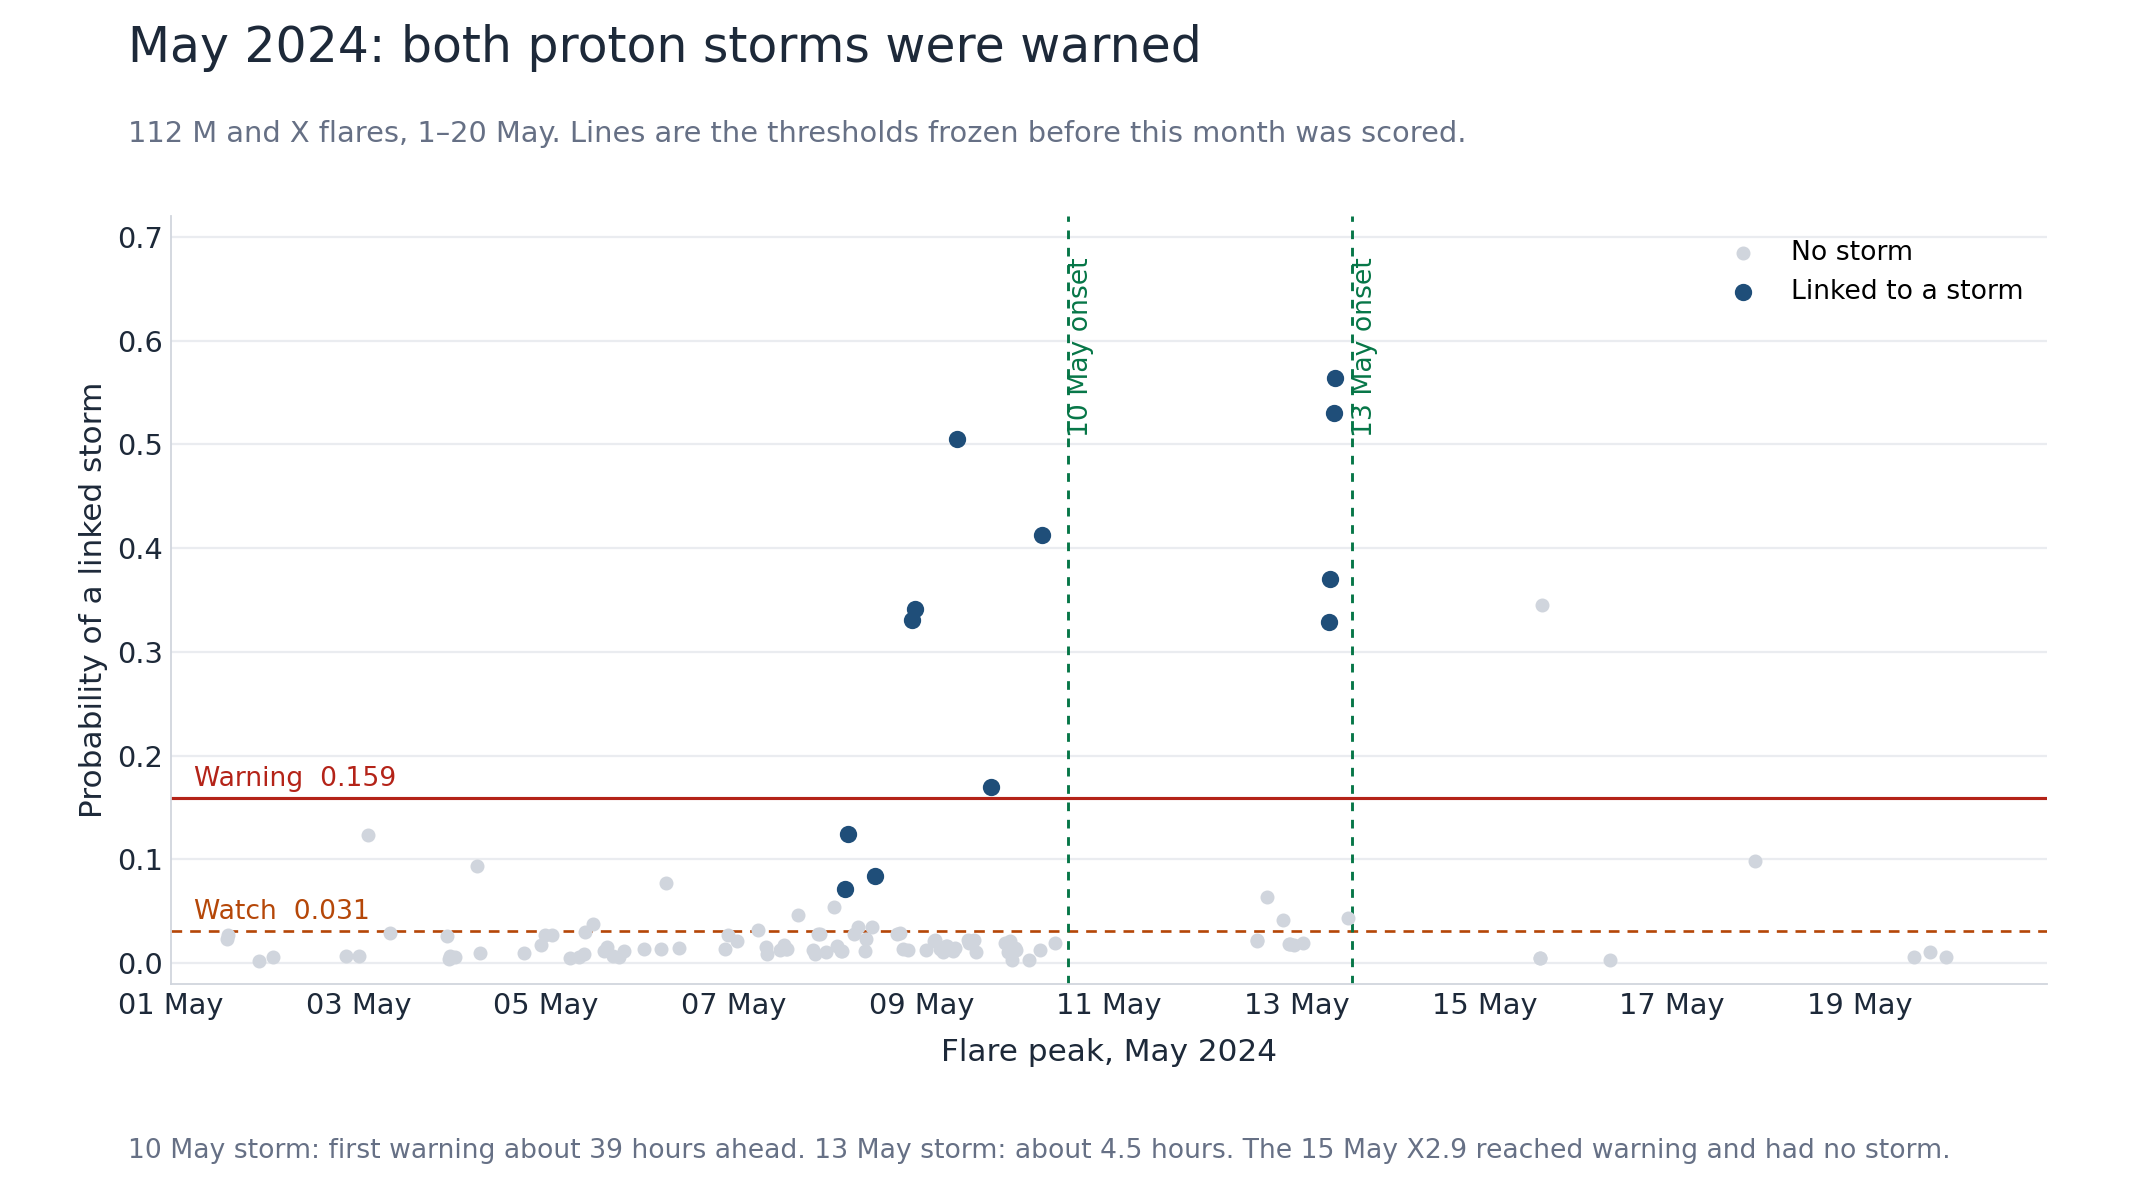 May 2024: both proton storms were warned
112 M and X flares, 1–20 May. Lines are the thresholds frozen before this month was scored.
Probability of a linked storm
0.7
0.6
0.5
0.4
0.3
0.2
0.1
0.0
No storm
Linked to a storm
10 May onset
13 May onset
Warning 0.159
Watch 0.031
01 May
03 May
05 May
07 May
09 May
11 May
13 May
15 May
17 May
19 May
Flare peak, May 2024
10 May storm: first warning about 39 hours ahead. 13 May storm: about 4.5 hours. The 15 May X2.9 reached warning and had no storm.